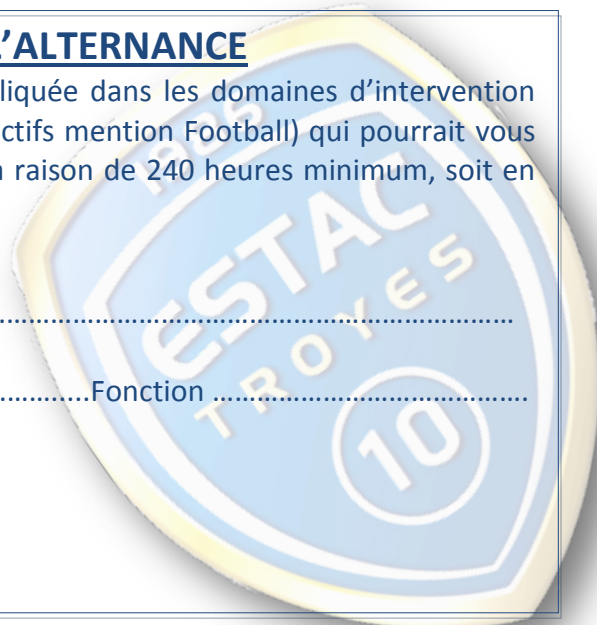 L'ALTERNANCE
liquée dans les domaines d'intervention
ctifs mention Football) qui pourrait vous
raison de 240 heures minimum, soit en
1986
ESTAC
TROYES
..........................................................................
............Fonction ............................................
10